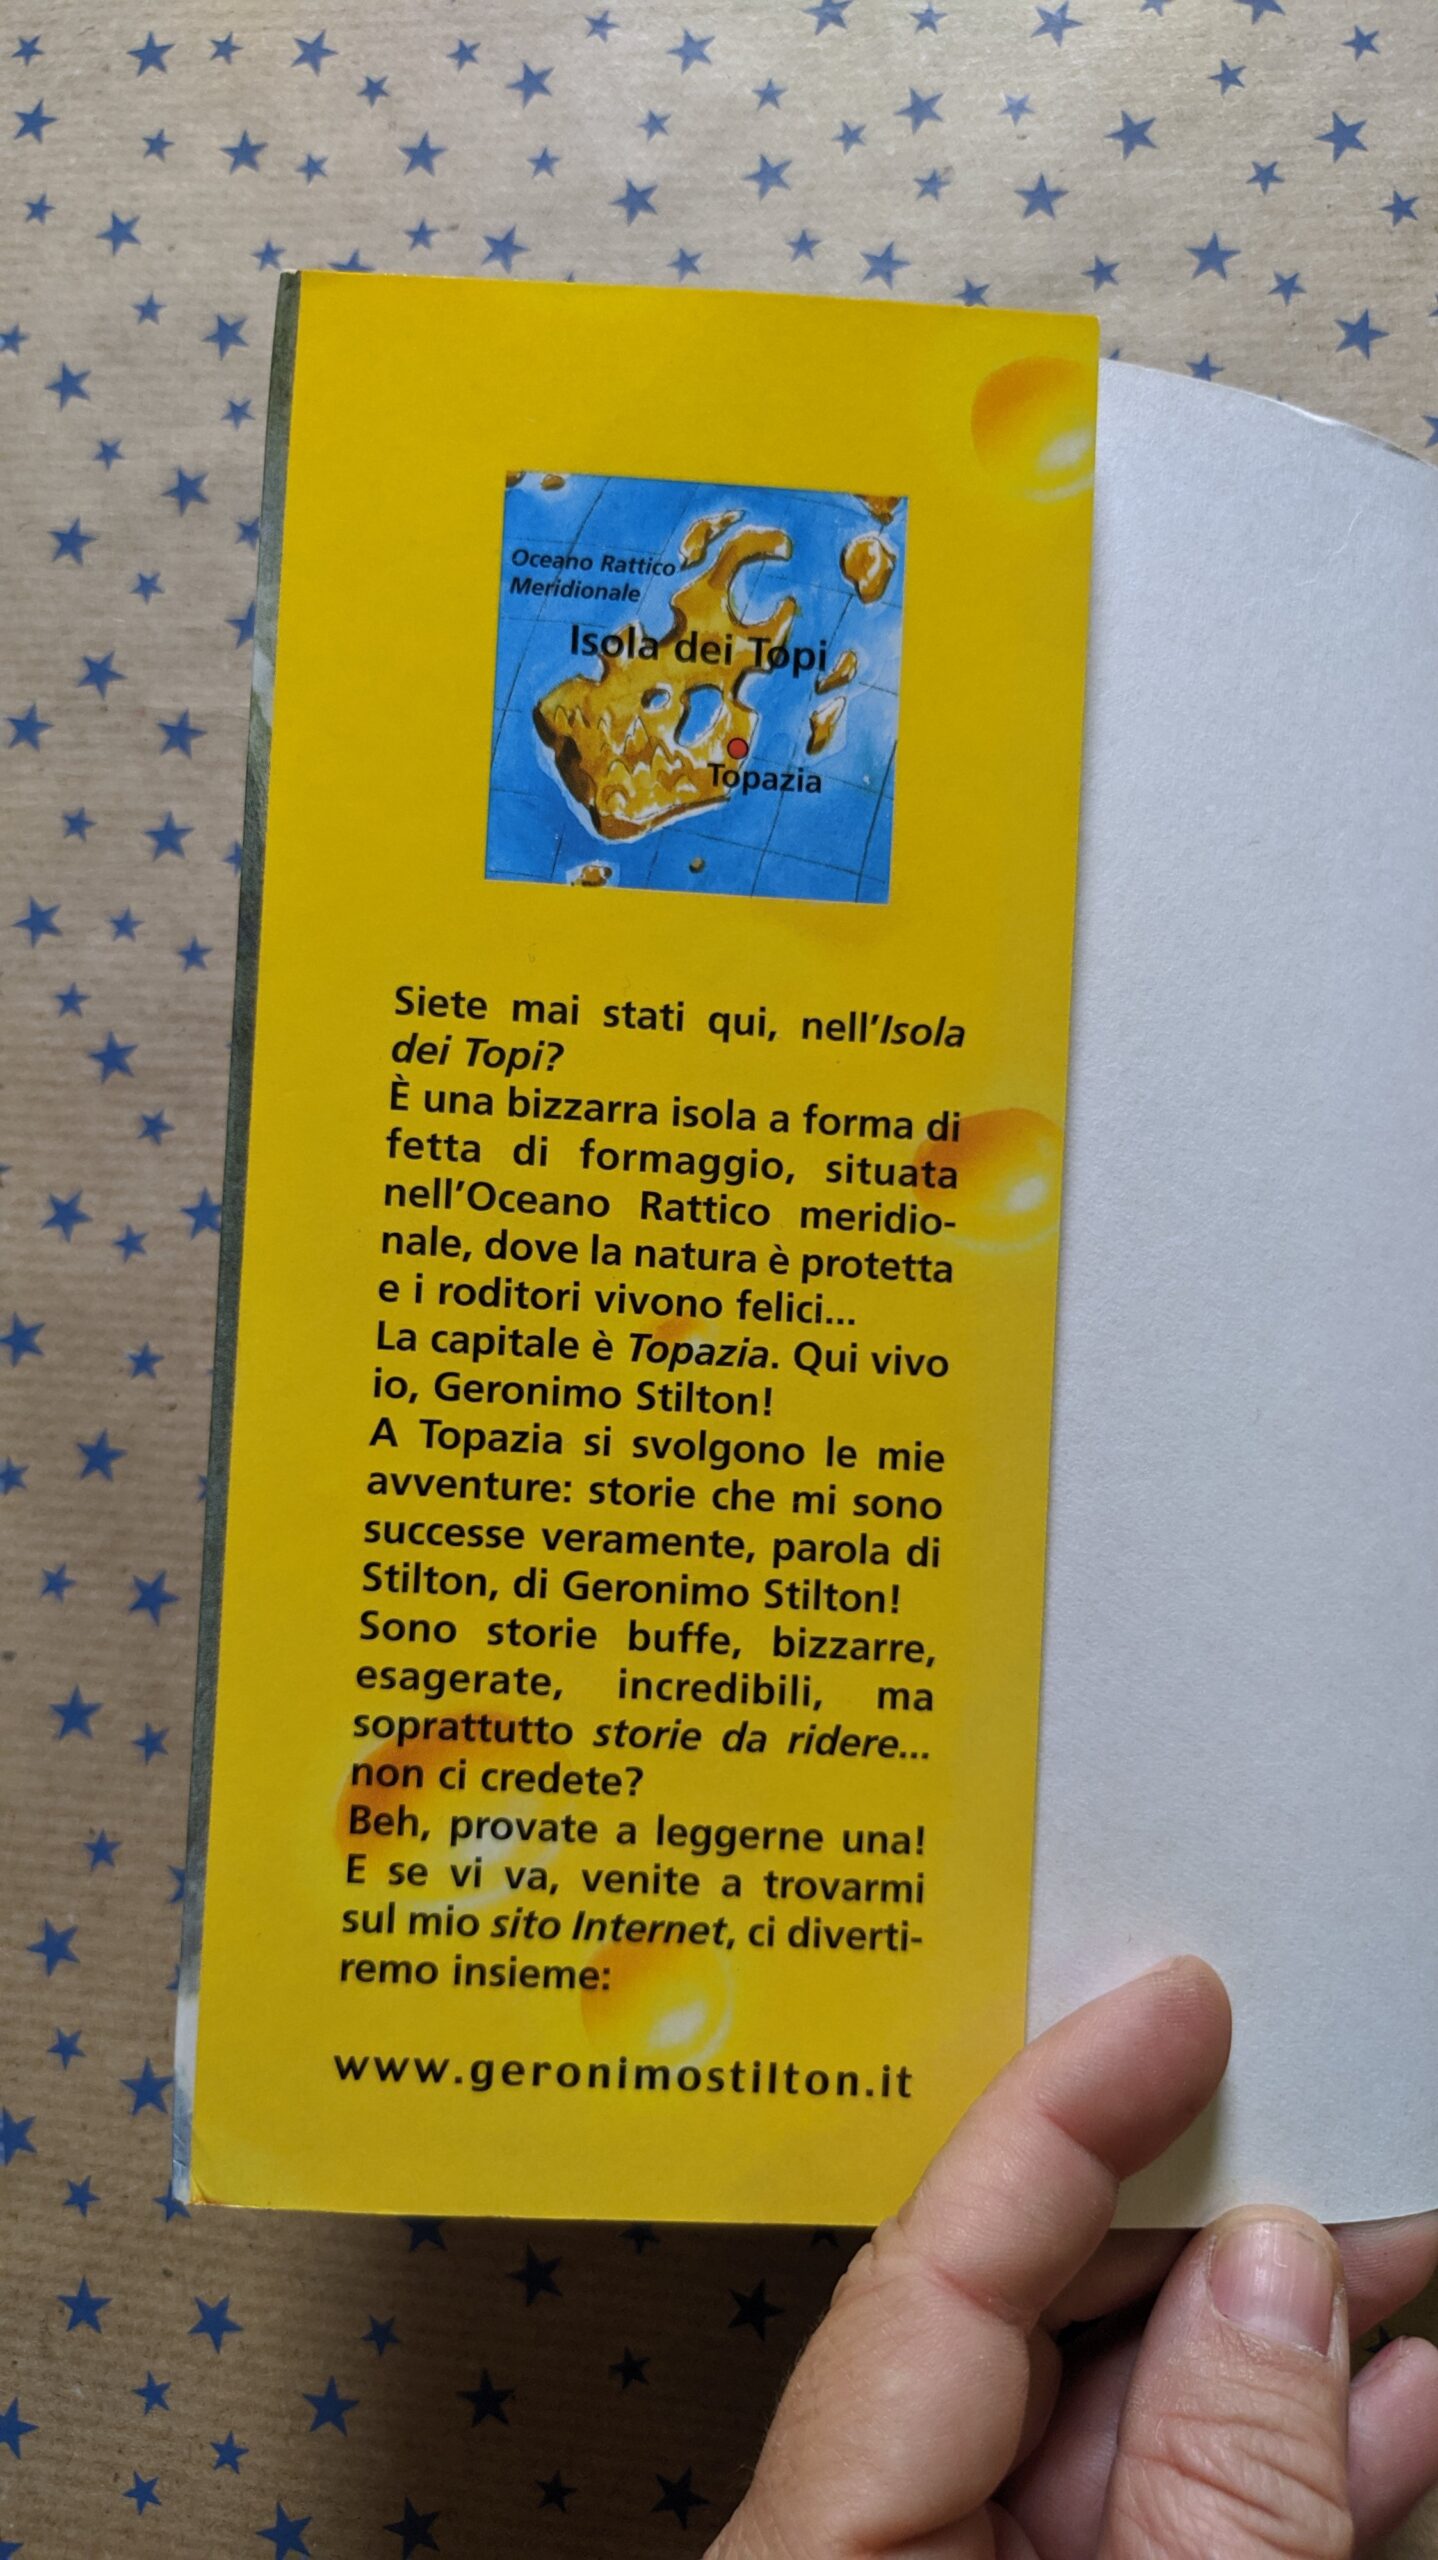 Oceano Rattico
Meridionale
Isola dei Topi
Topazia
Siete mai stati qui, nell'Isola
dei Topi?
È una bizzarra isola a forma di
fetta di formaggio, situata
nell'Oceano Rattico meridio-
nale, dove la natura è protetta
e i roditori vivono felici...
La capitale è Topazia. Qui vivo
io, Geronimo Stilton!
A Topazia si svolgono le mie
avventure: storie che mi sono
successe veramente, parola di
Stilton, di Geronimo Stilton!
Sono storie buffe, bizzarre,
esagerate, incredibili, ma
soprattutto storie da ridere...
non ci credete?
Beh, provate a leggerne una!
E se vi va, venite a trovarmi
sul mio sito Internet, ci diverti-
remo insieme:
www.geronimostilton.it